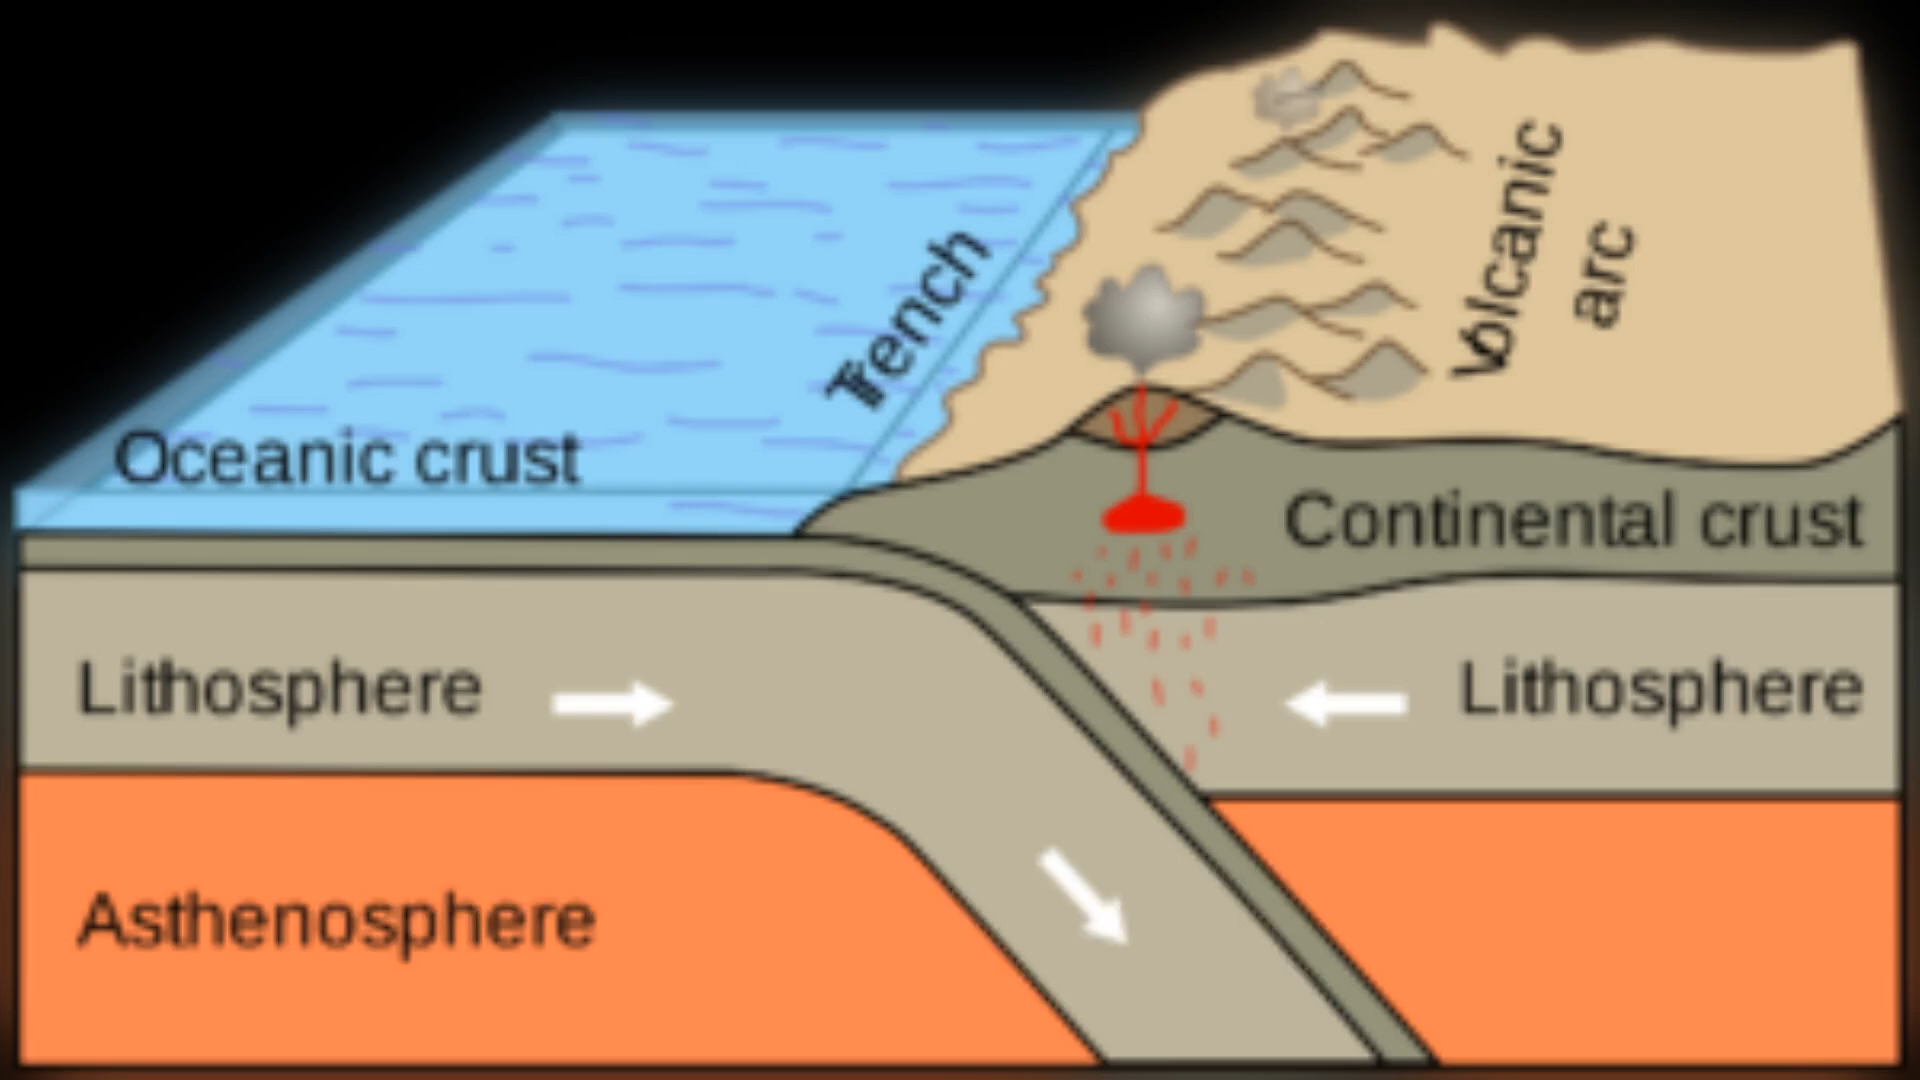 Volcanic
arc
Trench
Oceanic crust
Continental crust
Lithosphere
Lithosphere
Asthenosphere